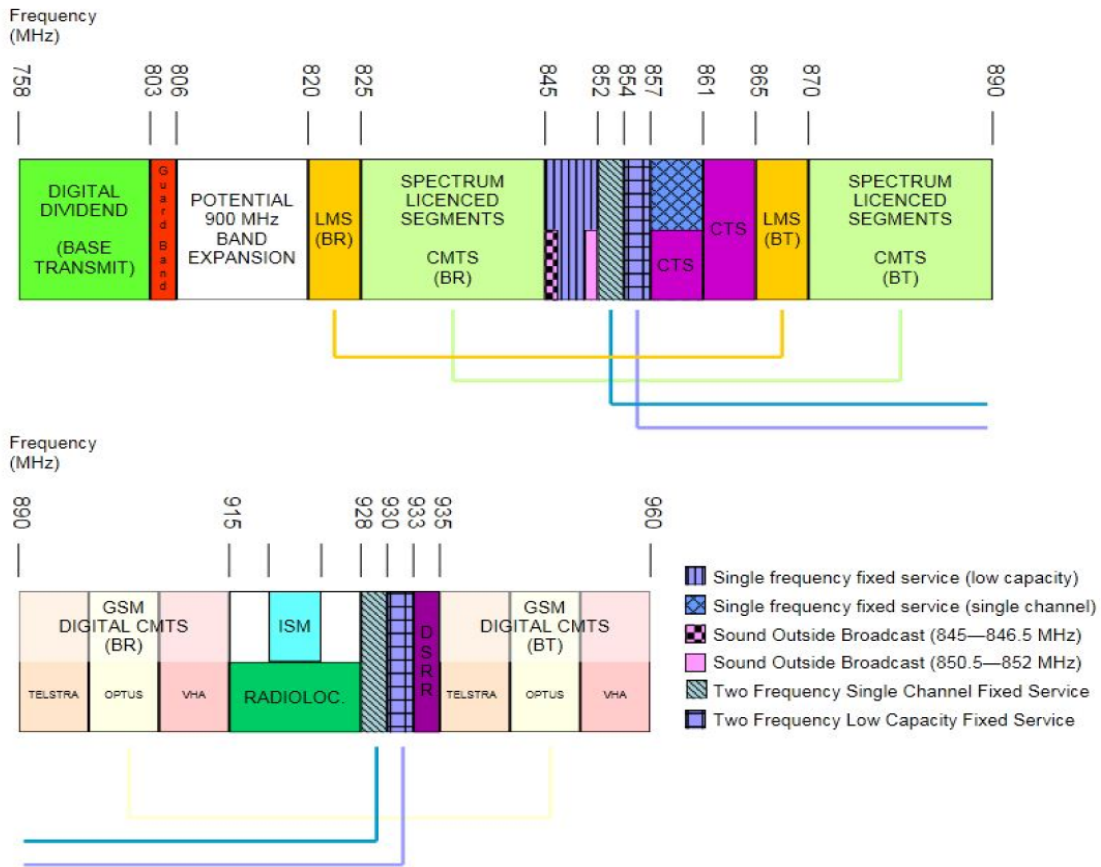 Frequency
(MHz)
758
803
806
820
825
845
852
854
857
861
865
870
890
DIGITAL
DIVIDEND
(BASE
TRANSMIT)
Guard Band
POTENTIAL
900 MHz
BAND
EXPANSION
LMS
(BR)
SPECTRUM
LICENCED
SEGMENTS
CMTS
(BR)
CTS
CTS
LMS
(BT)
SPECTRUM
LICENCED
SEGMENTS
CMTS
(BT)
Frequency
(MHz)
890
915
928
930
933
935
960
GSM
DIGITAL CMTS
(BR)
TELSTRA
OPTUS
VHA
ISM
RADIOLOC.
DSRR
GSM
DIGITAL CMTS
(BT)
TELSTRA
OPTUS
VHA
Single frequency fixed service (low capacity)
Single frequency fixed service (single channel)
Sound Outside Broadcast (845—846.5 MHz)
Sound Outside Broadcast (850.5—852 MHz)
Two Frequency Single Channel Fixed Service
Two Frequency Low Capacity Fixed Service